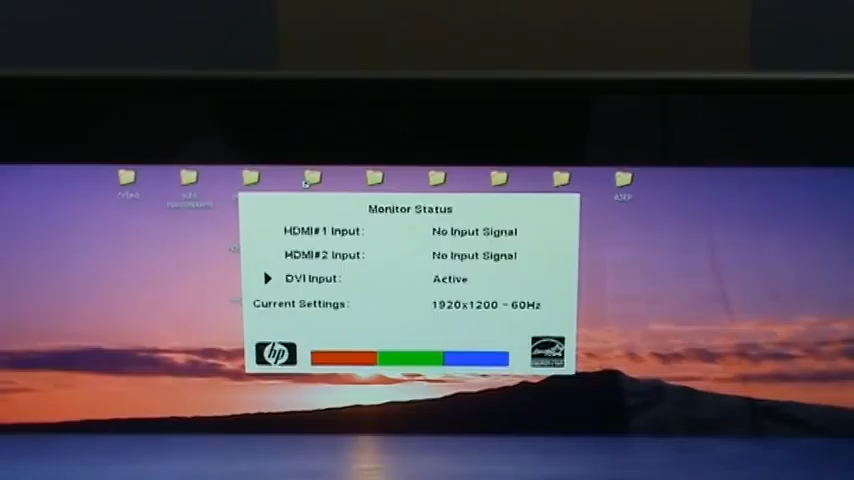 Monitor Status
HDMI#1 Input: No Input Signal
HDMI#2 Input: No Input Signal
DVI Input: Active
Current Settings: 1920x1200 ~ 60Hz
hp